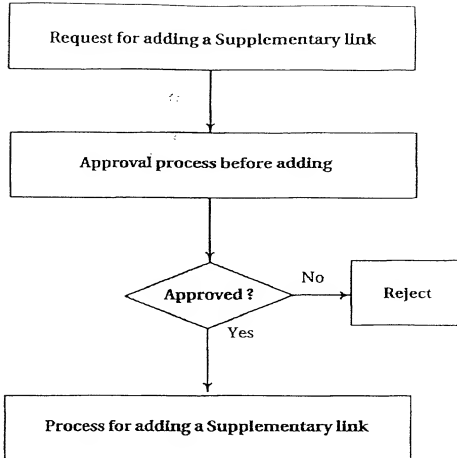 Request for adding a Supplementary link
Approval process before adding
Approved ?
No
Reject
Yes
Process for adding a Supplementary link